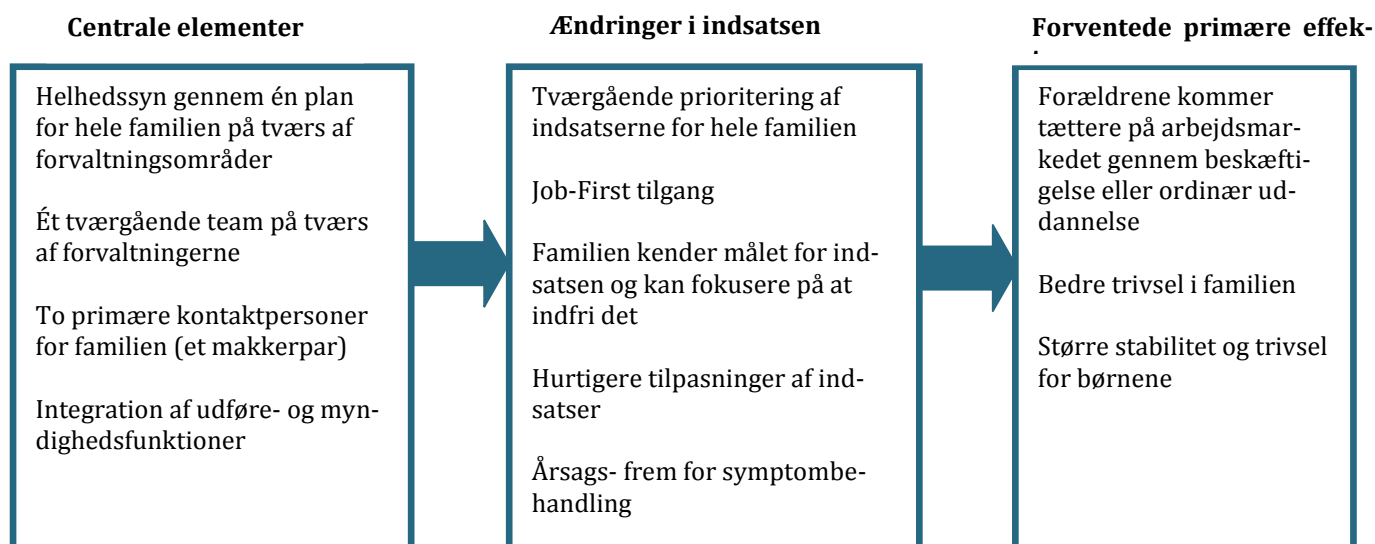 Centrale elementer
Helhedssyn gennem én plan
for hele familien på tværs af
forvaltningsområder
Ét tværgående team på tværs
af forvaltningerne
To primære kontaktpersoner
for familien (et makkerpar)
Integration af udføre- og myn-
dighedsfunktioner
Ændringer i indsatsen
Tværgående prioritering af
indsatserne for hele familien
Job-First tilgang
Familien kender målet for ind-
satsen og kan fokusere på at
indfri det
Hurtigere tilpasninger af ind-
satser
Årsags- frem for symptombe-
handling
Forventede primære effek-
Forældrene kommer
tættere på arbejdsmar-
kedet gennem beskæfti-
gelse eller ordinær ud-
dannelse
Bedre trivsel i familien
Større stabilitet og trivsel
for børnene